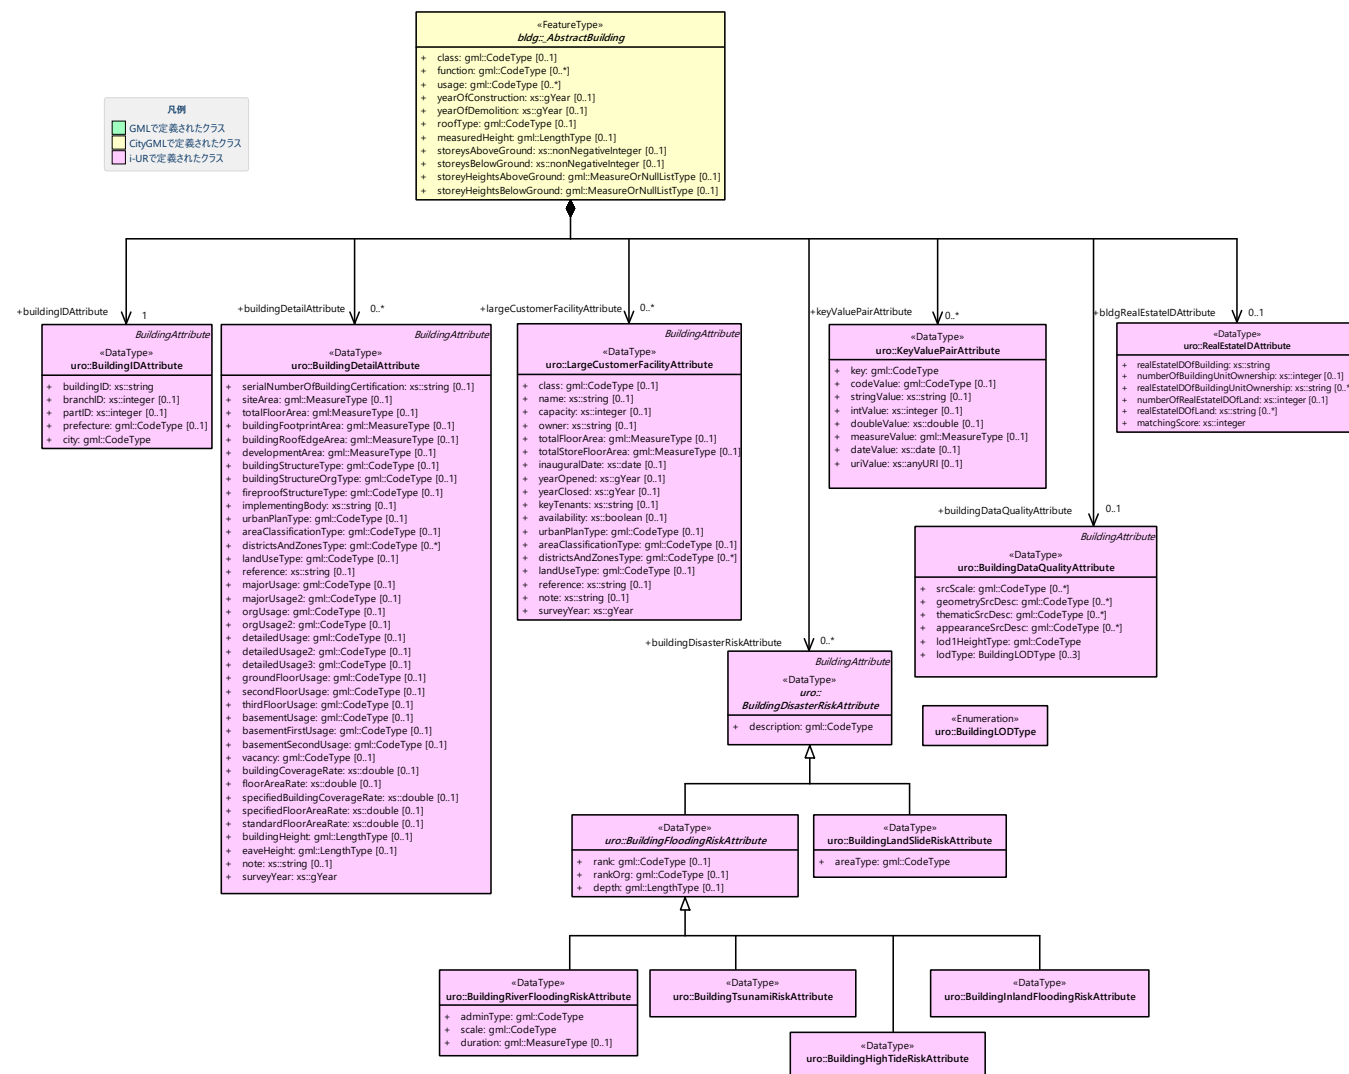 «FeatureType»
bldg::_AbstractBuilding
+ class: gml::CodeType [0..1]
+ function: gml::CodeType [0..*]
+ usage: gml::CodeType [0..*]
+ yearOfConstruction: xs::gYear [0..1]
+ yearOfDemolition: xs::gYear [0..1]
+ roofType: gml::CodeType [0..1]
+ measuredHeight: gml::LengthType [0..1]
+ storeysAboveGround: xs::nonNegativeInteger [0..1]
+ storeysBelowGround: xs::nonNegativeInteger [0..1]
+ storeyHeightsAboveGround: gml::MeasureOrNullListType [0..1]
+ storeyHeightsBelowGround: gml::MeasureOrNullListType [0..1]
凡例
GMLで定義されたクラス
CityGMLで定義されたクラス
i-URで定義されたクラス
+buildingIDAttribute
1
BuildingAttribute
«DataType»
uro::BuildingIDAttribute
+ buildingID: xs::string
+ branchID: xs::integer [0..1]
+ partID: xs::integer [0..1]
+ prefecture: gml::CodeType [0..1]
+ city: gml::CodeType
+buildingDetailAttribute
0..*
BuildingAttribute
«DataType»
uro::BuildingDetailAttribute
+ serialNumberOfBuildingCertification: xs::string [0..1]
+ siteArea: gml::MeasureType [0..1]
+ totalFloorArea: gml:MeasureType [0..1]
+ buildingFootprintArea: gml::MeasureType [0..1]
+ buildingRoofEdgeArea: gml::MeasureType [0..1]
+ developmentArea: gml::MeasureType [0..1]
+ buildingStructureType: gml::CodeType [0..1]
+ buildingStructureOrgType: gml::CodeType [0..1]
+ fireproofStructureType: gml::CodeType [0..1]
+ implementingBody: xs::string [0..1]
+ urbanPlanType: gml::CodeType [0..1]
+ areaClassificationType: gml::CodeType [0..1]
+ districtsAndZonesType: gml::CodeType [0..*]
+ landUseType: gml::CodeType [0..1]
+ reference: xs::string [0..1]
+ majorUsage: gml::CodeType [0..1]
+ majorUsage2: gml::CodeType [0..1]
+ orgUsage: gml::CodeType [0..1]
+ orgUsage2: gml::CodeType [0..1]
+ detailedUsage: gml::CodeType [0..1]
+ detailedUsage2: gml::CodeType [0..1]
+ detailedUsage3: gml::CodeType [0..1]
+ groundFloorUsage: gml::CodeType [0..1]
+ secondFloorUsage: gml::CodeType [0..1]
+ thirdFloorUsage: gml::CodeType [0..1]
+ basementUsage: gml::CodeType [0..1]
+ basementFirstUsage: gml::CodeType [0..1]
+ basementSecondUsage: gml::CodeType [0..1]
+ vacancy: gml::CodeType [0..1]
+ buildingCoverageRate: xs::double [0..1]
+ floorAreaRate: xs::double [0..1]
+ specifiedBuildingCoverageRate: xs::double [0..1]
+ specifiedFloorAreaRate: xs::double [0..1]
+ standardFloorAreaRate: xs::double [0..1]
+ buildingHeight: gml::LengthType [0..1]
+ eaveHeight: gml::LengthType [0..1]
+ note: xs::string [0..1]
+ surveyYear: xs::gYear
+largeCustomerFacilityAttribute
0..*
BuildingAttribute
«DataType»
uro::LargeCustomerFacilityAttribute
+ class: gml::CodeType [0..1]
+ name: xs::string [0..1]
+ capacity: xs::integer [0..1]
+ owner: xs::string [0..1]
+ totalFloorArea: gml::MeasureType [0..1]
+ totalStoreFloorArea: gml::MeasureType [0..1]
+ inauguralDate: xs::date [0..1]
+ yearOpened: xs::gYear [0..1]
+ yearClosed: xs::gYear [0..1]
+ keyTenants: xs::string [0..1]
+ availability: xs::boolean [0..1]
+ urbanPlanType: gml::CodeType [0..1]
+ areaClassificationType: gml::CodeType [0..1]
+ districtsAndZonesType: gml::CodeType [0..*]
+ landUseType: gml::CodeType [0..1]
+ reference: xs::string [0..1]
+ note: xs::string [0..1]
+ surveyYear: xs::gYear
+keyValuePairAttribute
0..*
«DataType»
uro::KeyValuePairAttribute
+ key: gml::CodeType
+ codeValue: gml::CodeType [0..1]
+ stringValue: xs::string [0..1]
+ intValue: xs::integer [0..1]
+ doubleValue: xs::double [0..1]
+ measureValue: gml::MeasureType [0..1]
+ dateValue: xs::date [0..1]
+ uriValue: xs::anyURI [0..1]
+bldgRealEstateIDAttribute
0..1
«DataType»
uro::RealEstateIDAttribute
+ realEstateIDOfBuilding: xs::string
+ numberOfBuildingUnitOwnership: xs::integer [0..1]
+ realEstateIDOfBuildingUnitOwnership: xs::string [0..*
+ numberOfRealEstateIDOfLand: xs::integer [0..1]
+ realEstateIDOfLand: xs::string [0..*]
+ matchingScore: xs::integer
+buildingDataQualityAttribute
0..1
BuildingAttribute
«DataType»
uro::BuildingDataQualityAttribute
+ srcScale: gml::CodeType [0..*]
+ geometrySrcDesc: gml::CodeType [0..*]
+ thematicSrcDesc: gml::CodeType [0..*]
+ appearanceSrcDesc: gml::CodeType [0..*]
+ lod1HeightType: gml::CodeType
+ lodType: BuildingLODType [0..3]
+buildingDisasterRiskAttribute
0..*
BuildingAttribute
«DataType»
uro::
BuildingDisasterRiskAttribute
+ description: gml::CodeType
«Enumeration»
uro::BuildingLODType
«DataType»
uro::BuildingFloodingRiskAttribute
+ rank: gml::CodeType [0..1]
+ rankOrg: gml::CodeType [0..1]
+ depth: gml::LengthType [0..1]
«DataType»
uro::BuildingLandSlideRiskAttribute
+ areaType: gml::CodeType
«DataType»
uro::BuildingRiverFloodingRiskAttribute
+ adminType: gml::CodeType
+ scale: gml::CodeType
+ duration: gml::MeasureType [0..1]
«DataType»
uro::BuildingTsunamiRiskAttribute
«DataType»
uro::BuildingInlandFloodingRiskAttribute
«DataType»
uro::BuildingHighTideRiskAttribute